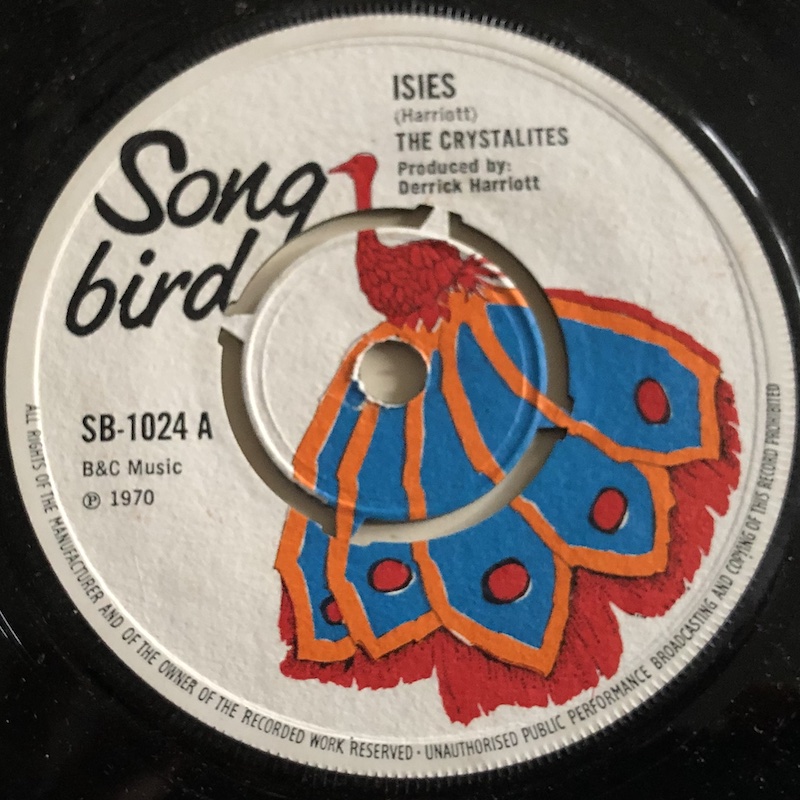 ISIES
(Harriott)
THE CRYSTALITES
Produced by:
Derrick Harriott
Song
bird
SB-1024 A
B&C Music
℗ 1970
ALL RIGHTS OF THE MANUFACTURER AND OF THE OWNER OF THE RECORDED WORK RESERVED · UNAUTHORISED PUBLIC PERFORMANCE BROADCASTING AND COPYING OF THIS RECORD PROHIBITED